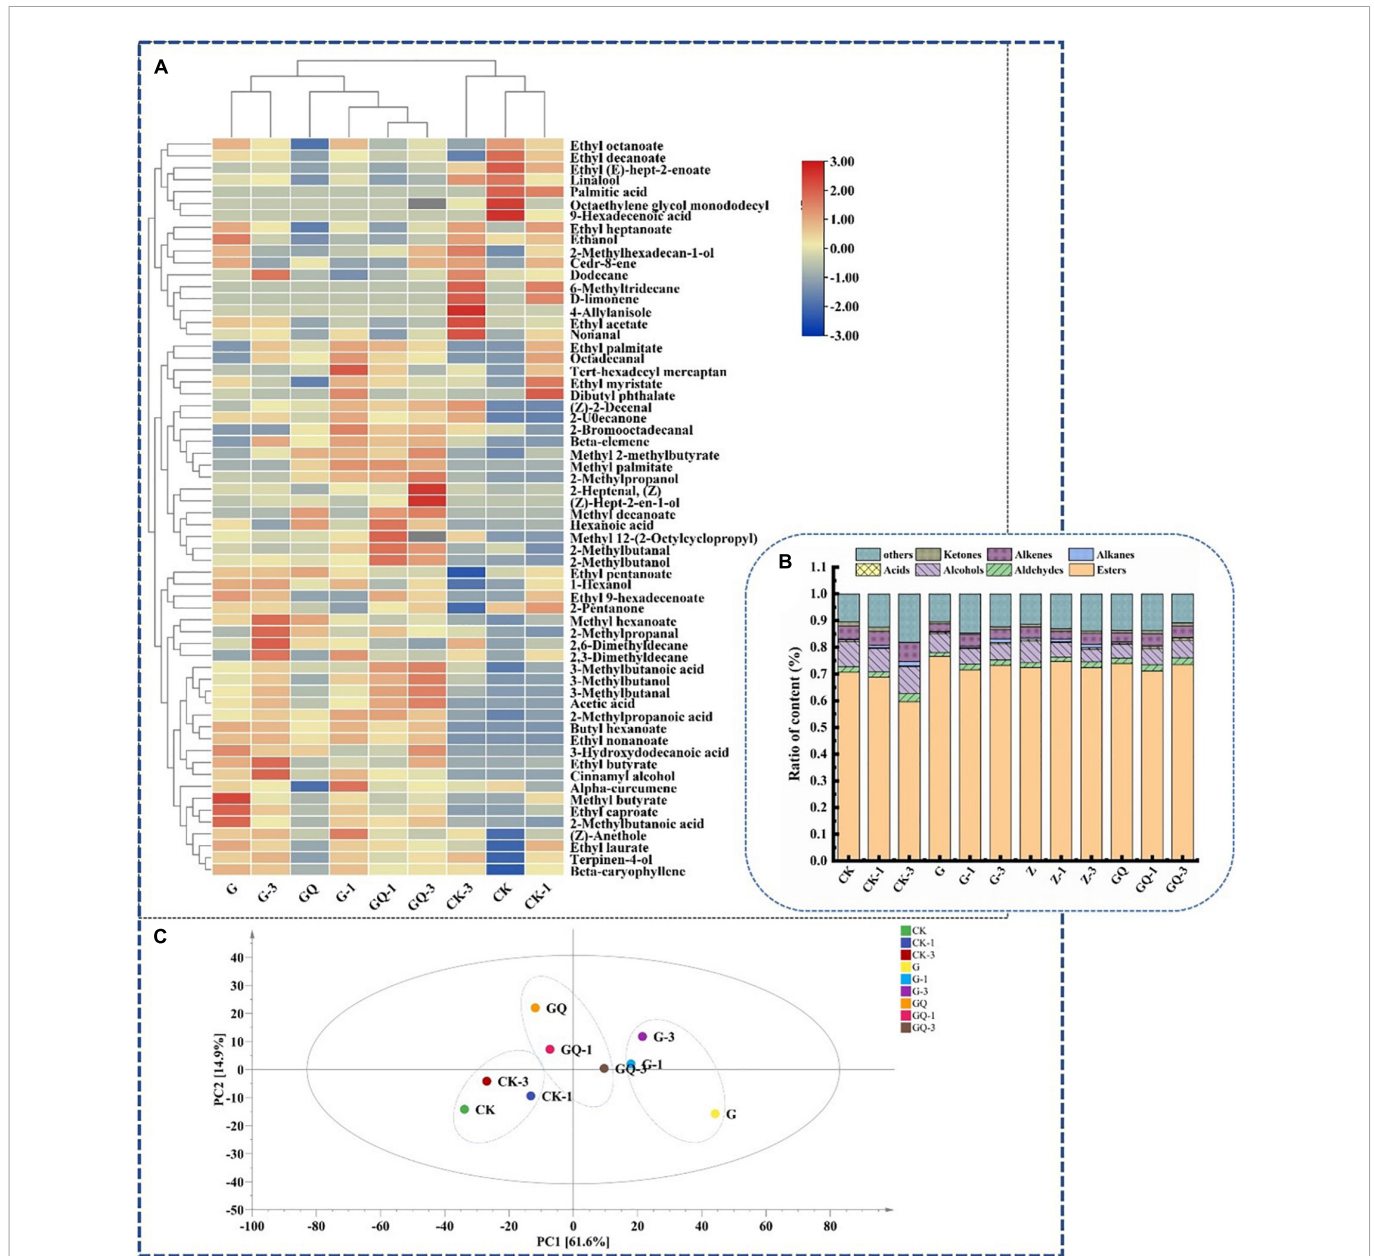 A
Ethyl octanoate
Ethyl decanoate
Ethyl (E)-hept-2-enoate
Linalool
Palmitic acid
Octaethylene glycol monododecyl
9-Hexadecenoic acid
Ethyl heptanoate
Ethanol
2-Methylhexadecan-1-ol
Cedr-8-ene
Dodecane
6-Methyltridecane
D-limonene
4-Allylanisole
Ethyl acetate
Nonanal
Ethyl palmitate
Octadecanal
Tert-hexadecyl mercaptan
Ethyl myristate
Dibutyl phthalate
(Z)-2-Decenal
2-U0ecanone
2-Bromooctadecanal
Beta-elemene
Methyl 2-methylbutyrate
Methyl palmitate
2-Methylpropanol
2-Heptenal, (Z)
(Z)-Hept-2-en-1-ol
Methyl decanoate
Hexanoic acid
Methyl 12-(2-Octylcyclopropyl)
2-Methylbutanal
2-Methylbutanol
Ethyl pentanoate
1-Hexanol
Ethyl 9-hexadecenoate
2-Pentanone
Methyl hexanoate
2-Methylpropanal
2,6-Dimethyldecane
2,3-Dimethyldecane
3-Methylbutanoic acid
3-Methylbutanol
3-Methylbutanal
Acetic acid
2-Methylpropanoic acid
Butyl hexanoate
Ethyl nonanoate
3-Hydroxydodecanoic acid
Ethyl butyrate
Cinnamyl alcohol
Alpha-curcumene
Methyl butyrate
Ethyl caproate
2-Methylbutanoic acid
(Z)-Anethole
Ethyl laurate
Terpinen-4-ol
Beta-caryophyllene
G G-3 GQ G-1 GQ-1 GQ-3 CK-3 CK CK-1
3.00
2.00
1.00
0.00
-1.00
-2.00
-3.00
B
others Ketones Alkenes Alkanes
Acids Alcohols Aldehydes Esters
Ratio of content (%)
1.1
1.0
0.9
0.8
0.7
0.6
0.5
0.4
0.3
0.2
0.1
0.0
CK CK-1 CK-3 G G-1 G-3 Z Z-1 Z-3 GQ GQ-1 GQ-3
C
PC2 [14.9%]
40
30
20
10
0
-10
-20
-30
-40
-50
GQ
GQ-1
G-3
G-1
GQ-3
CK-3
CK-1
CK
G
-100 -80 -60 -40 -20 0 20 40 60 80
PC1 [61.6%]
CK
CK-1
CK-3
G
G-1
G-3
GQ
GQ-1
GQ-3